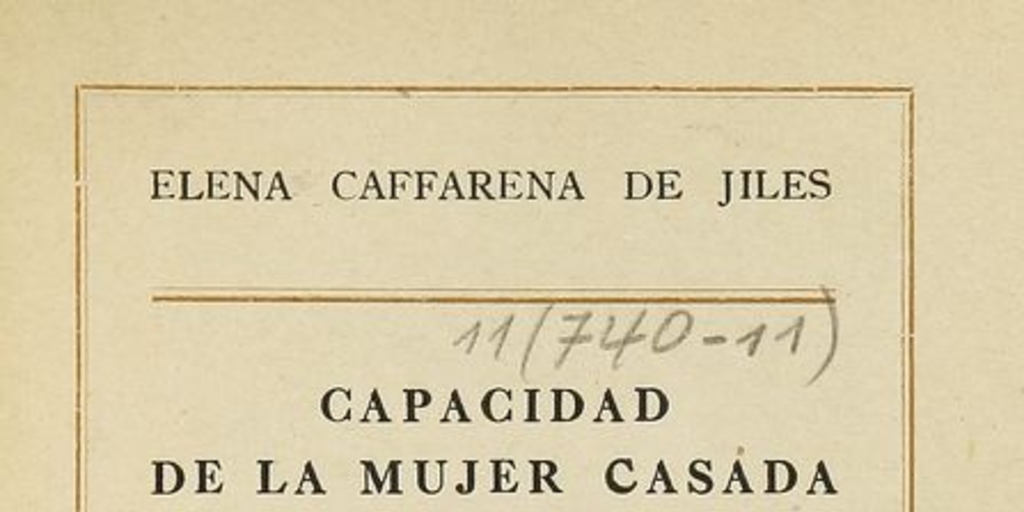 ELENA CAFFARENA DE JILES
11(740-11)
CAPACIDAD
DE LA MUJER CASADA